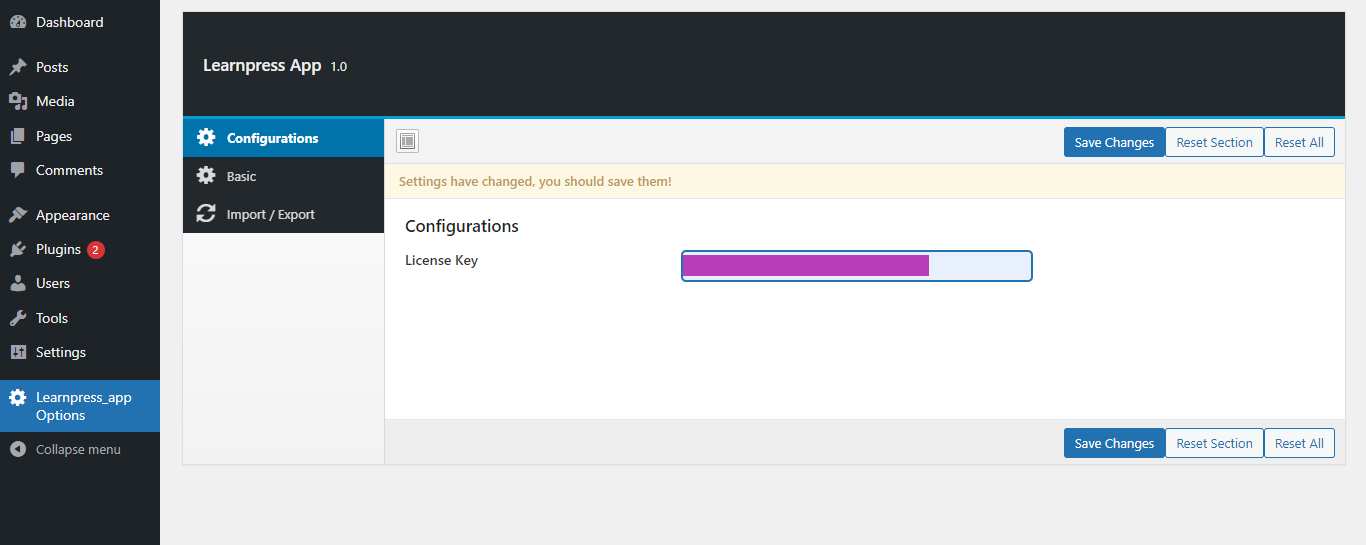 Dashboard
Posts
Media
Pages
Comments
Appearance
Plugins 2
Users
Tools
Settings
Learnpress_app
Options
Collapse menu
Learnpress App 1.0
Configurations
Basic
Import / Export
Save Changes Reset Section Reset All
Settings have changed, you should save them!
Configurations
License Key
Save Changes Reset Section Reset All